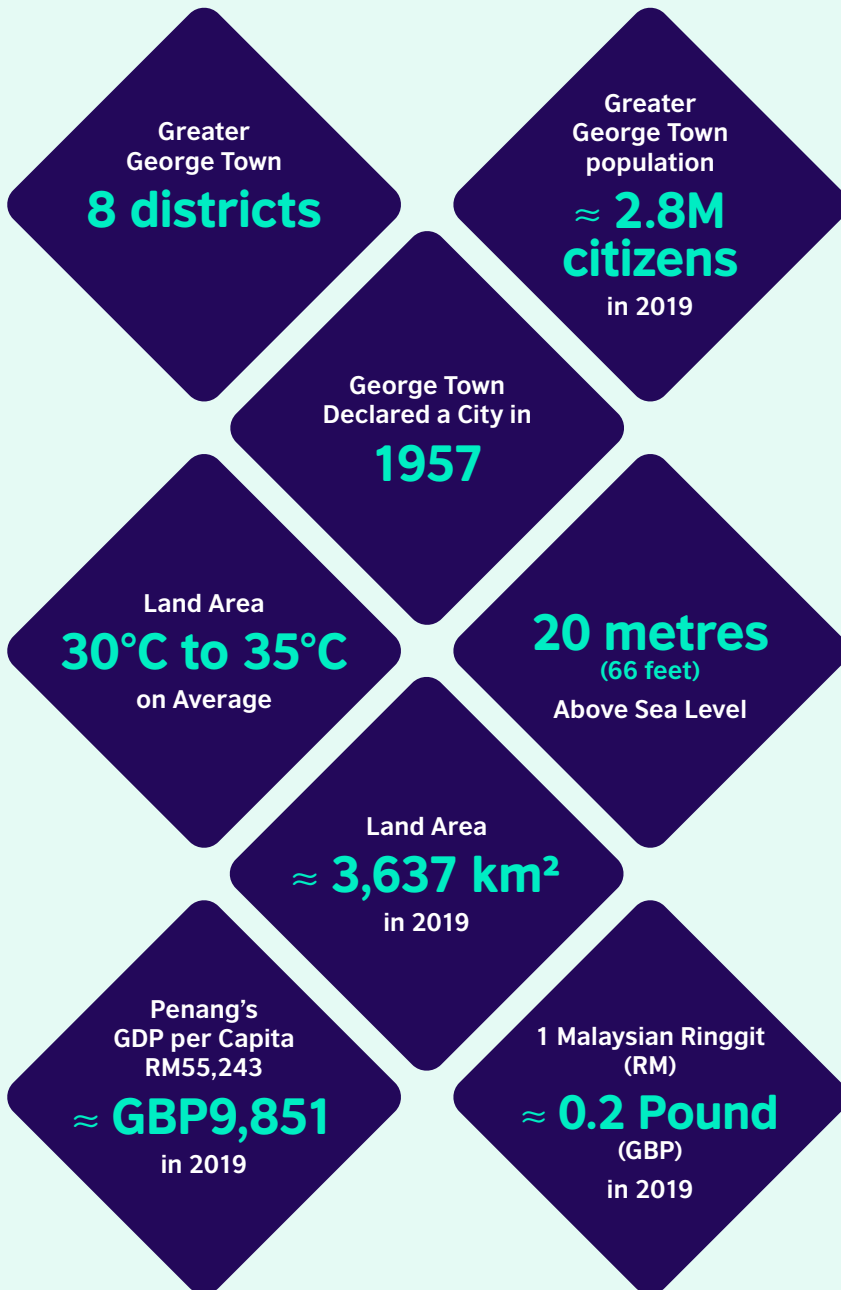 Greater
George Town
8 districts
Greater
George Town
population
≈ 2.8M
citizens
in 2019
George Town
Declared a City in
1957
Land Area
30°C to 35°C
on Average
20 metres
(66 feet)
Above Sea Level
Land Area
≈ 3,637 km²
in 2019
Penang’s
GDP per Capita
RM55,243
≈ GBP9,851
in 2019
1 Malaysian Ringgit
(RM)
≈ 0.2 Pound
(GBP)
in 2019